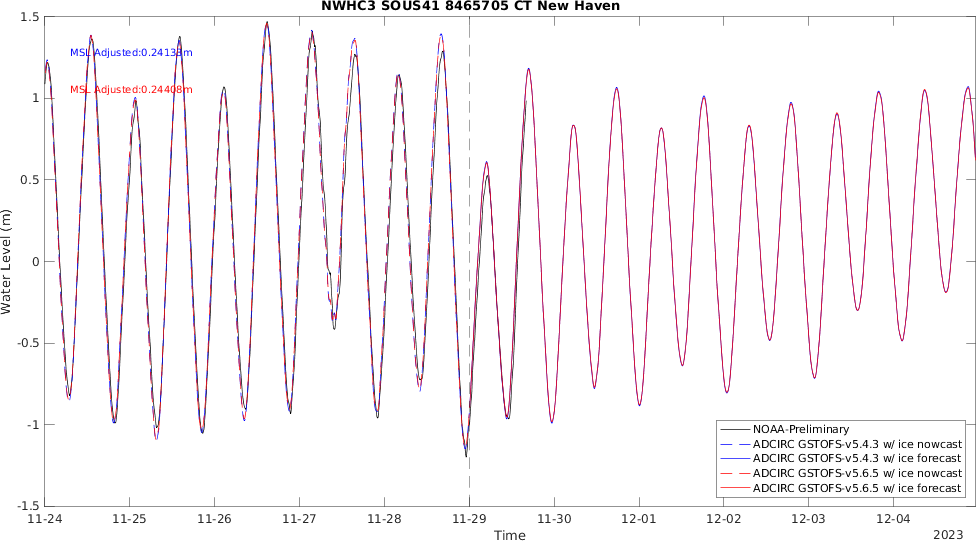 NWHC3 SOUS41 8465705 CT New Haven
1.5
MSL Adjusted:0.24133m
MSL Adjusted:0.24408m
1
0.5
0
-0.5
-1
-1.5
Water Level (m)
NOAA-Preliminary
ADCIRC GSTOFS-v5.4.3 w/ ice nowcast
ADCIRC GSTOFS-v5.4.3 w/ ice forecast
ADCIRC GSTOFS-v5.6.5 w/ ice nowcast
ADCIRC GSTOFS-v5.6.5 w/ ice forecast
11-24 11-25 11-26 11-27 11-28 11-29 11-30 12-01 12-02 12-03 12-04
Time
2023